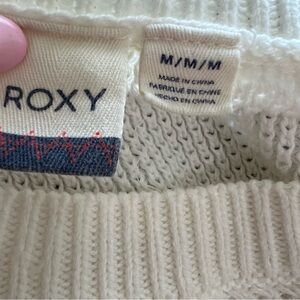 ROXY
M/M/M
MADE IN CHINA
FABRIQUÉ EN CHINE
HECHO EN CHINA